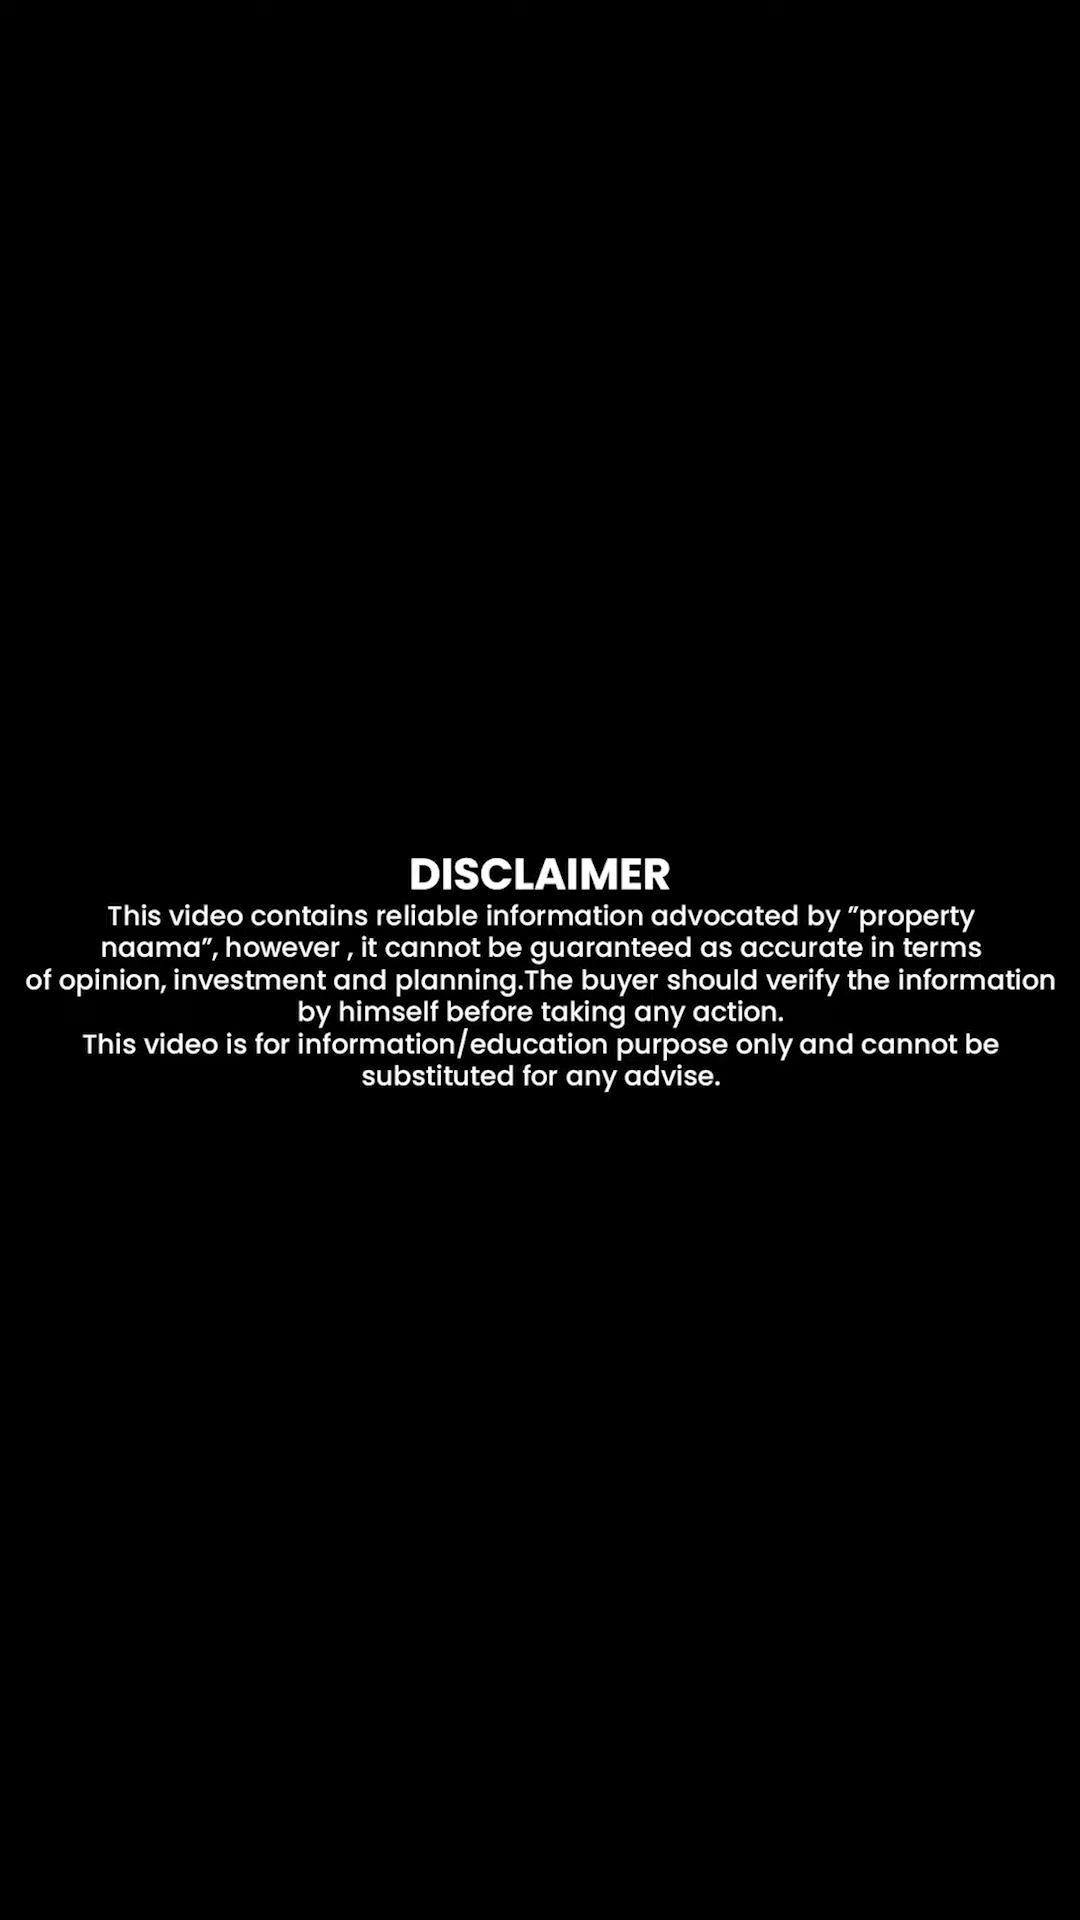 DISCLAIMER
This video contains reliable information advocated by ”property
naama”, however , it cannot be guaranteed as accurate in terms
of opinion, investment and planning.The buyer should verify the information
by himself before taking any action.
This video is for information/education purpose only and cannot be
substituted for any advise.